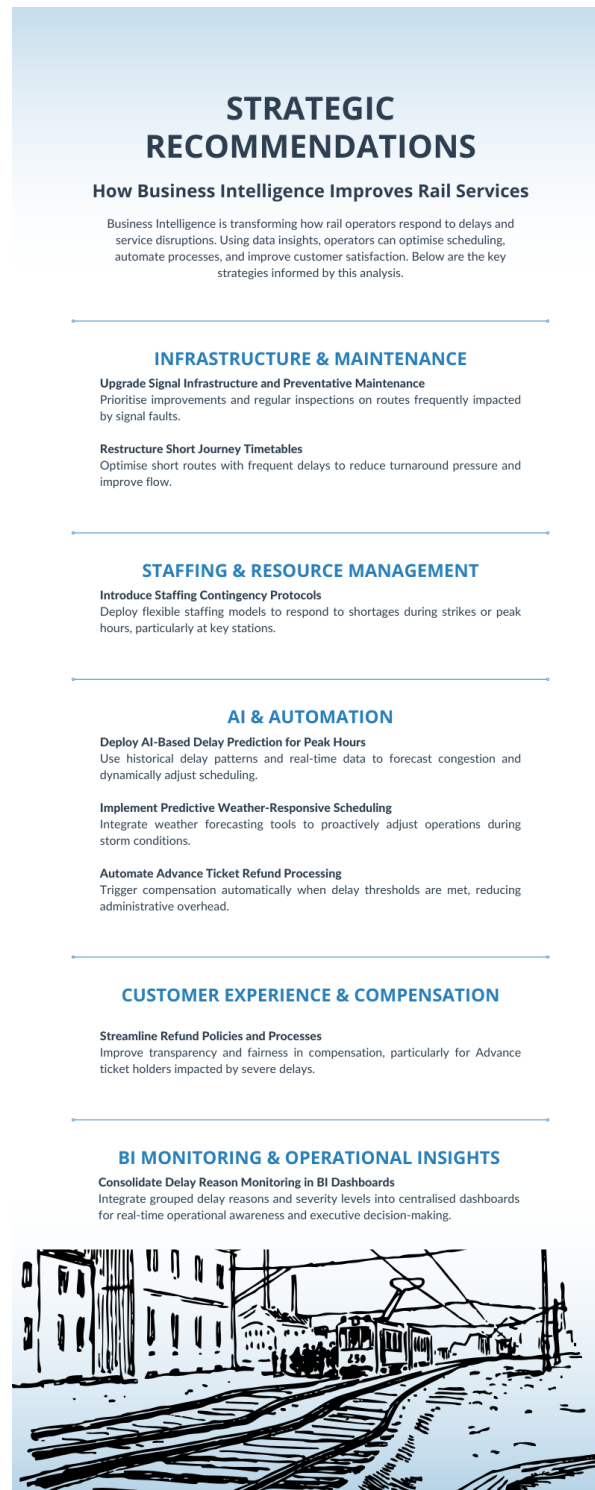 STRATEGIC
RECOMMENDATIONS
How Business Intelligence Improves Rail Services
Business Intelligence is transforming how rail operators respond to delays and
service disruptions. Using data insights, operators can optimise scheduling,
automate processes, and improve customer satisfaction. Below are the key
strategies informed by this analysis.
INFRASTRUCTURE & MAINTENANCE
Upgrade Signal Infrastructure and Preventative Maintenance
Prioritise improvements and regular inspections on routes frequently impacted
by signal faults.
Restructure Short Journey Timetables
Optimise short routes with frequent delays to reduce turnaround pressure and
improve flow.
STAFFING & RESOURCE MANAGEMENT
Introduce Staffing Contingency Protocols
Deploy flexible staffing models to respond to shortages during strikes or peak
hours, particularly at key stations.
AI & AUTOMATION
Deploy AI-Based Delay Prediction for Peak Hours
Use historical delay patterns and real-time data to forecast congestion and
dynamically adjust scheduling.
Implement Predictive Weather-Responsive Scheduling
Integrate weather forecasting tools to proactively adjust operations during
storm conditions.
Automate Advance Ticket Refund Processing
Trigger compensation automatically when delay thresholds are met, reducing
administrative overhead.
CUSTOMER EXPERIENCE & COMPENSATION
Streamline Refund Policies and Processes
Improve transparency and fairness in compensation, particularly for Advance
ticket holders impacted by severe delays.
BI MONITORING & OPERATIONAL INSIGHTS
Consolidate Delay Reason Monitoring in BI Dashboards
Integrate grouped delay reasons and severity levels into centralised dashboards
for real-time operational awareness and executive decision-making.